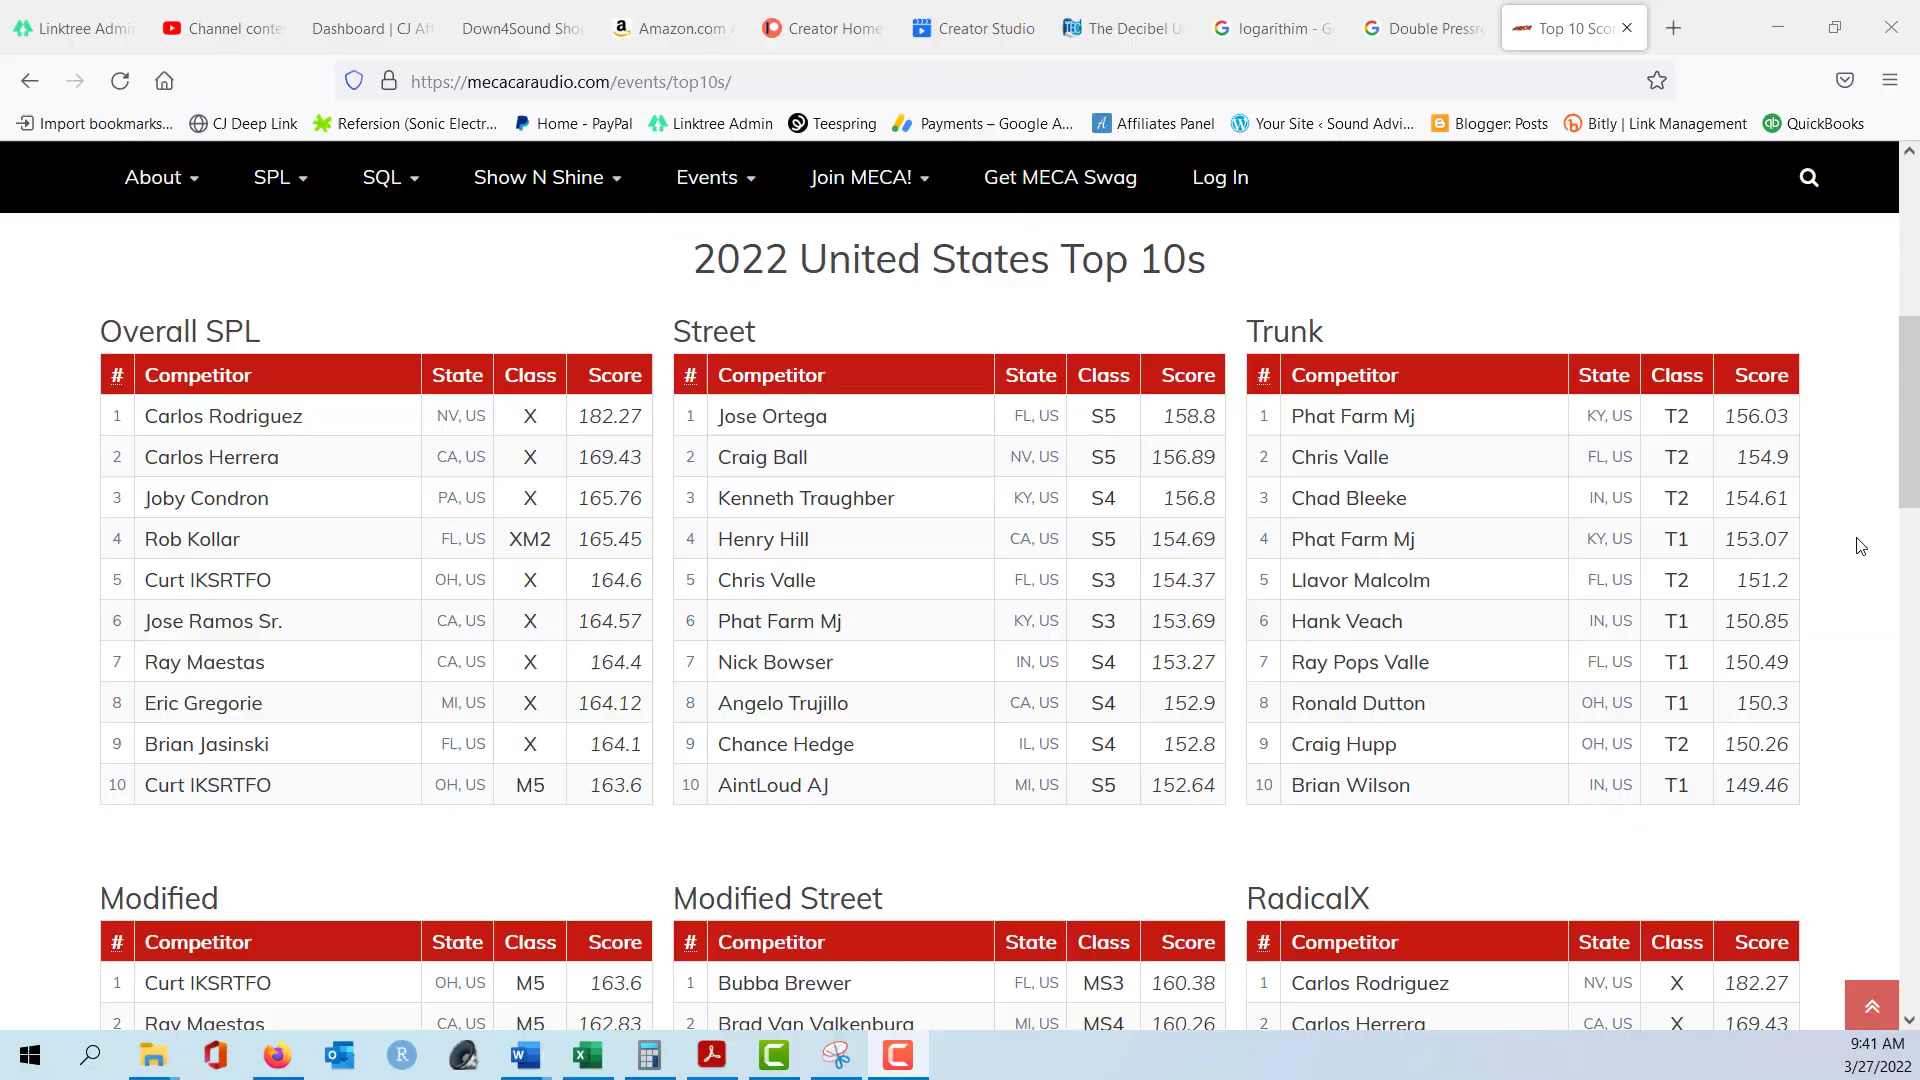 Linktree Admi
Channel conte
Dashboard | CJ Af
Down4Sound Sho
Amazon.com
Creator Home
Creator Studio
The Decibel U
logarithim - G
Double Pressr
Top 10 Scor
https://mecacaraudio.com/events/top10s/
Import bookmarks... CJ Deep Link Refersion (Sonic Electr... Home - PayPal Linktree Admin Teespring Payments – Google A... Affiliates Panel Your Site ‹ Sound Advi... Blogger: Posts Bitly | Link Management QuickBooks
About SPL SQL Show N Shine Events Join MECA! Get MECA Swag Log In
2022 United States Top 10s
Overall SPL
# Competitor State Class Score
1 Carlos Rodriguez NV, US X 182.27
2 Carlos Herrera CA, US X 169.43
3 Joby Condron PA, US X 165.76
4 Rob Kollar FL, US XM2 165.45
5 Curt IKSRTFO OH, US X 164.6
6 Jose Ramos Sr. CA, US X 164.57
7 Ray Maestas CA, US X 164.4
8 Eric Gregorie MI, US X 164.12
9 Brian Jasinski FL, US X 164.1
10 Curt IKSRTFO OH, US M5 163.6
Street
# Competitor State Class Score
1 Jose Ortega FL, US S5 158.8
2 Craig Ball NV, US S5 156.89
3 Kenneth Traughber KY, US S4 156.8
4 Henry Hill CA, US S5 154.69
5 Chris Valle FL, US S3 154.37
6 Phat Farm Mj KY, US S3 153.69
7 Nick Bowser IN, US S4 153.27
8 Angelo Trujillo CA, US S4 152.9
9 Chance Hedge IL, US S4 152.8
10 AintLoud AJ MI, US S5 152.64
Trunk
# Competitor State Class Score
1 Phat Farm Mj KY, US T2 156.03
2 Chris Valle FL, US T2 154.9
3 Chad Bleeke IN, US T2 154.61
4 Phat Farm Mj KY, US T1 153.07
5 Llavor Malcolm FL, US T2 151.2
6 Hank Veach IN, US T1 150.85
7 Ray Pops Valle FL, US T1 150.49
8 Ronald Dutton OH, US T1 150.3
9 Craig Hupp OH, US T2 150.26
10 Brian Wilson IN, US T1 149.46
Modified
# Competitor State Class Score
1 Curt IKSRTFO OH, US M5 163.6
2 Ray Maestas CA, US M5 162.83
Modified Street
# Competitor State Class Score
1 Bubba Brewer FL, US MS3 160.38
2 Brad Van Valkenburg MI, US MS4 160.26
RadicalX
# Competitor State Class Score
1 Carlos Rodriguez NV, US X 182.27
2 Carlos Herrera CA, US X 169.43
9:41 AM
3/27/2022